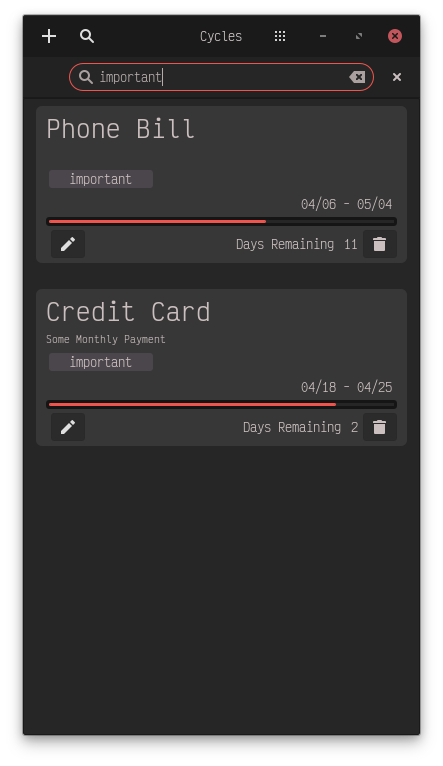 Cycles
important
Phone Bill
important
04/06 - 05/04
Days Remaining 11
Credit Card
Some Monthly Payment
important
04/18 - 04/25
Days Remaining 2